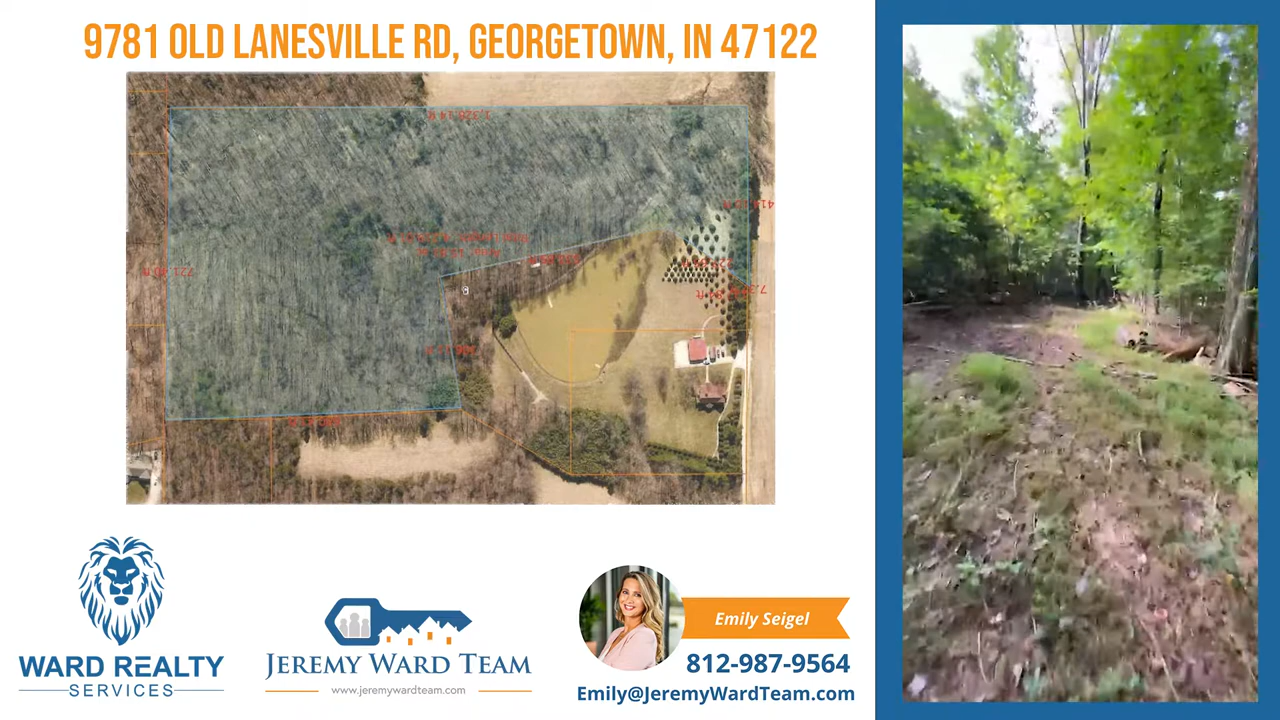 9781 OLD LANESVILLE RD, GEORGETOWN, IN 47122
WARD REALTY
SERVICES
JEREMY WARD TEAM
www.jeremywardteam.com
Emily Seigel
812-987-9564
Emily@JeremyWardTeam.com